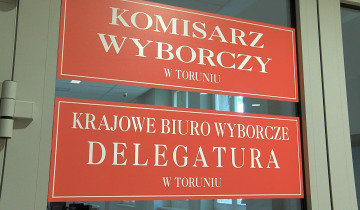 KOMISARZ
WYBORCZY
W TORUNIU
KRAJOWE BIURO WYBORCZE
DELEGATURA
W TORUNIU